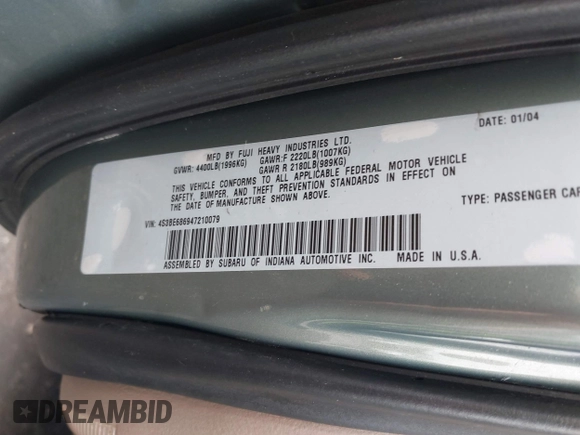 MFD BY FUJI HEAVY INDUSTRIES LTD. DATE: 01/04
GVWR: 4400LB(1996KG) GAWR:F 2220LB(1007KG)
GAWR R 2180LB(989KG)
THIS VEHICLE CONFORMS TO ALL APPLICABLE FEDERAL MOTOR VEHICLE
SAFETY, BUMPER, AND THEFT PREVENTION STANDARDS IN EFFECT ON
THE DATE OF MANUFACTURE SHOWN ABOVE.
VIN: 4S3BE686947210079 TYPE: PASSENGER CAR
ASSEMBLED BY SUBARU OF INDIANA AUTOMOTIVE INC. MADE IN U.S.A.
DREAMBID